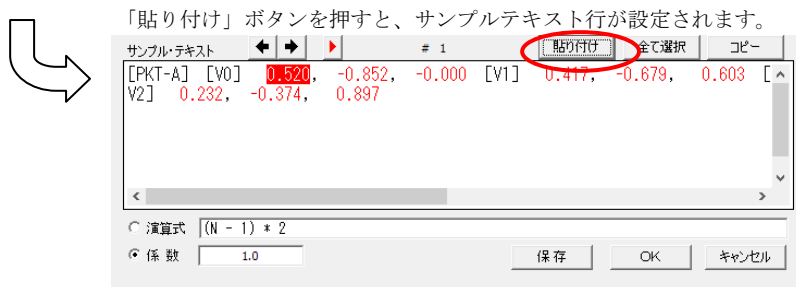 「貼り付け」ボタンを押すと、サンプルテキスト行が設定されます。
サンプル・テキスト # 1 貼り付け 全て選択 コピー
[PKT-A] [V0] 0.520, -0.852, -0.000 [V1] 0.417, -0.679, 0.603 [
V2] 0.232, -0.374, 0.897
演算式 (N - 1) * 2
係 数 1.0 保存 OK キャンセル